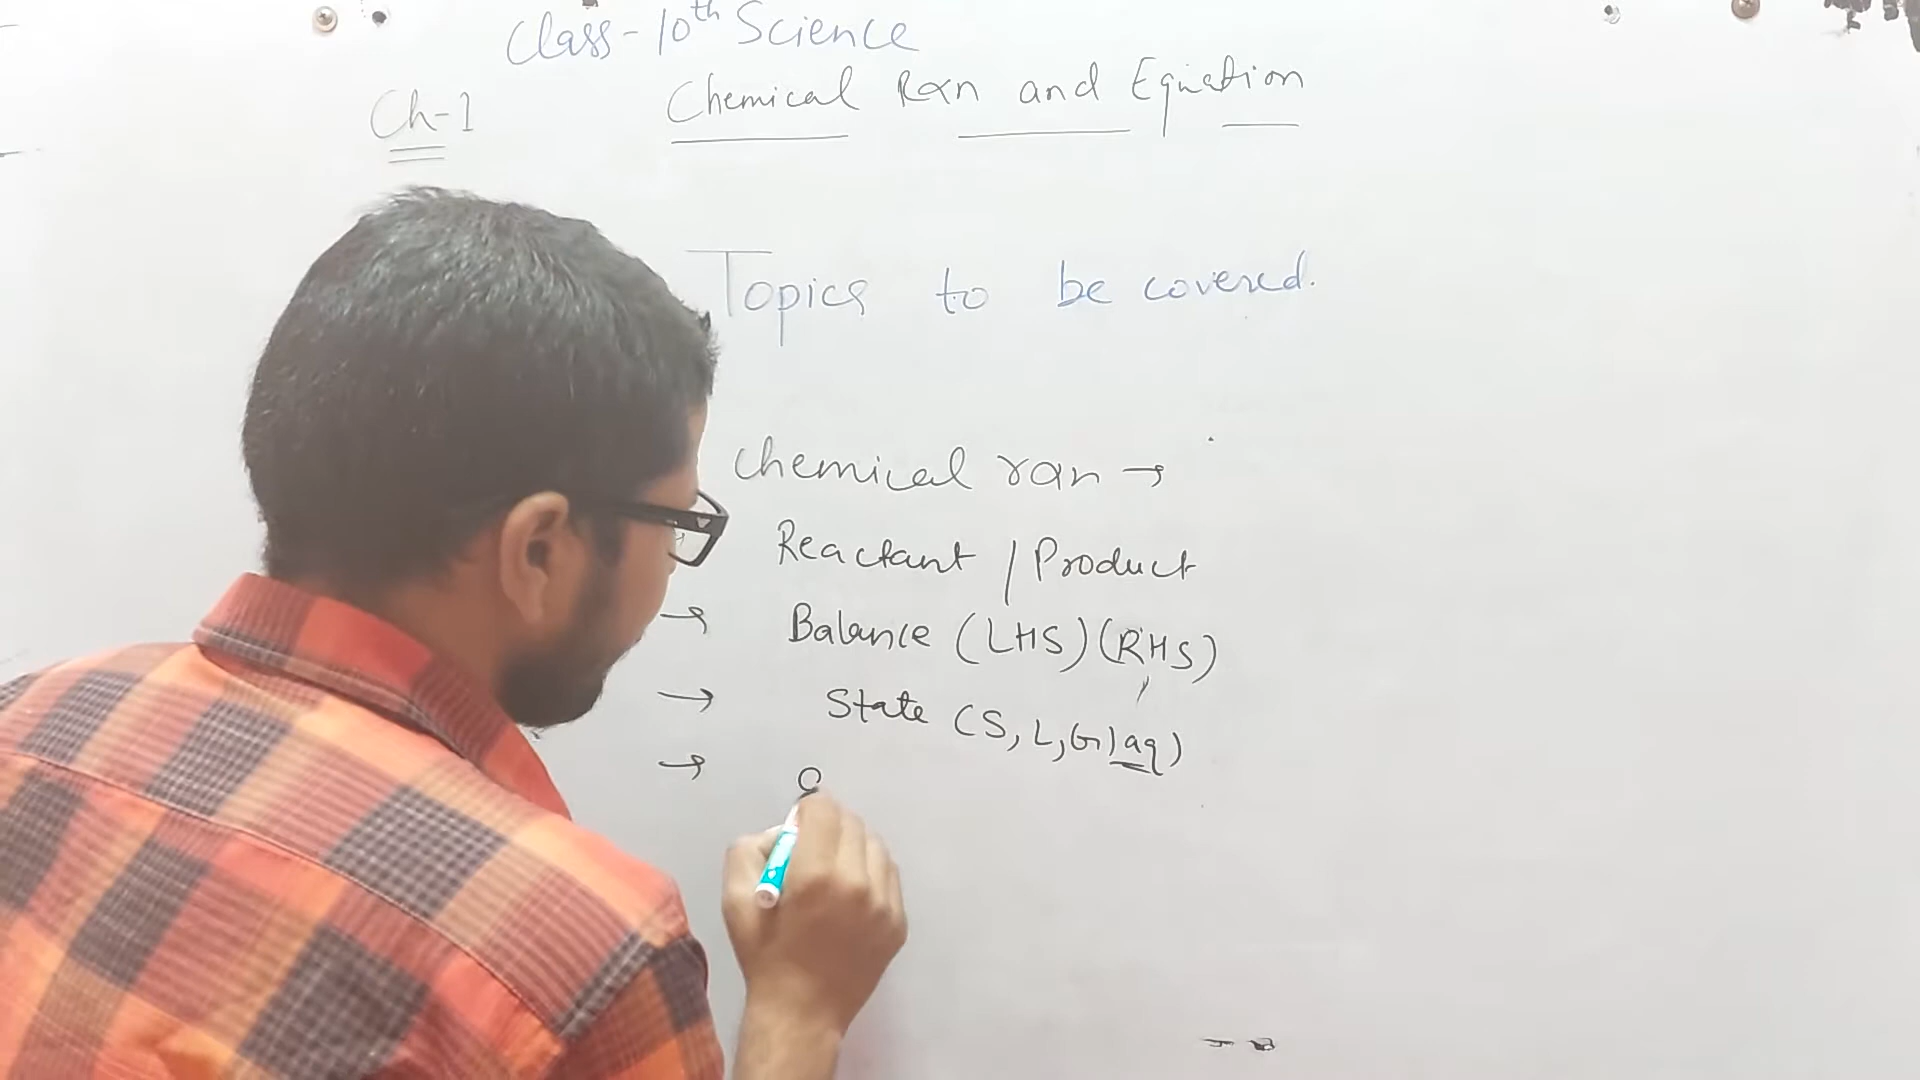 Class-10th Science
Ch-1 Chemical Rxn and Equation
Topics to be covered.
Chemical rxn →
Reactant / Product
→ Balance (LHS) (RHS)
→ State (S, L, G, aq)
→